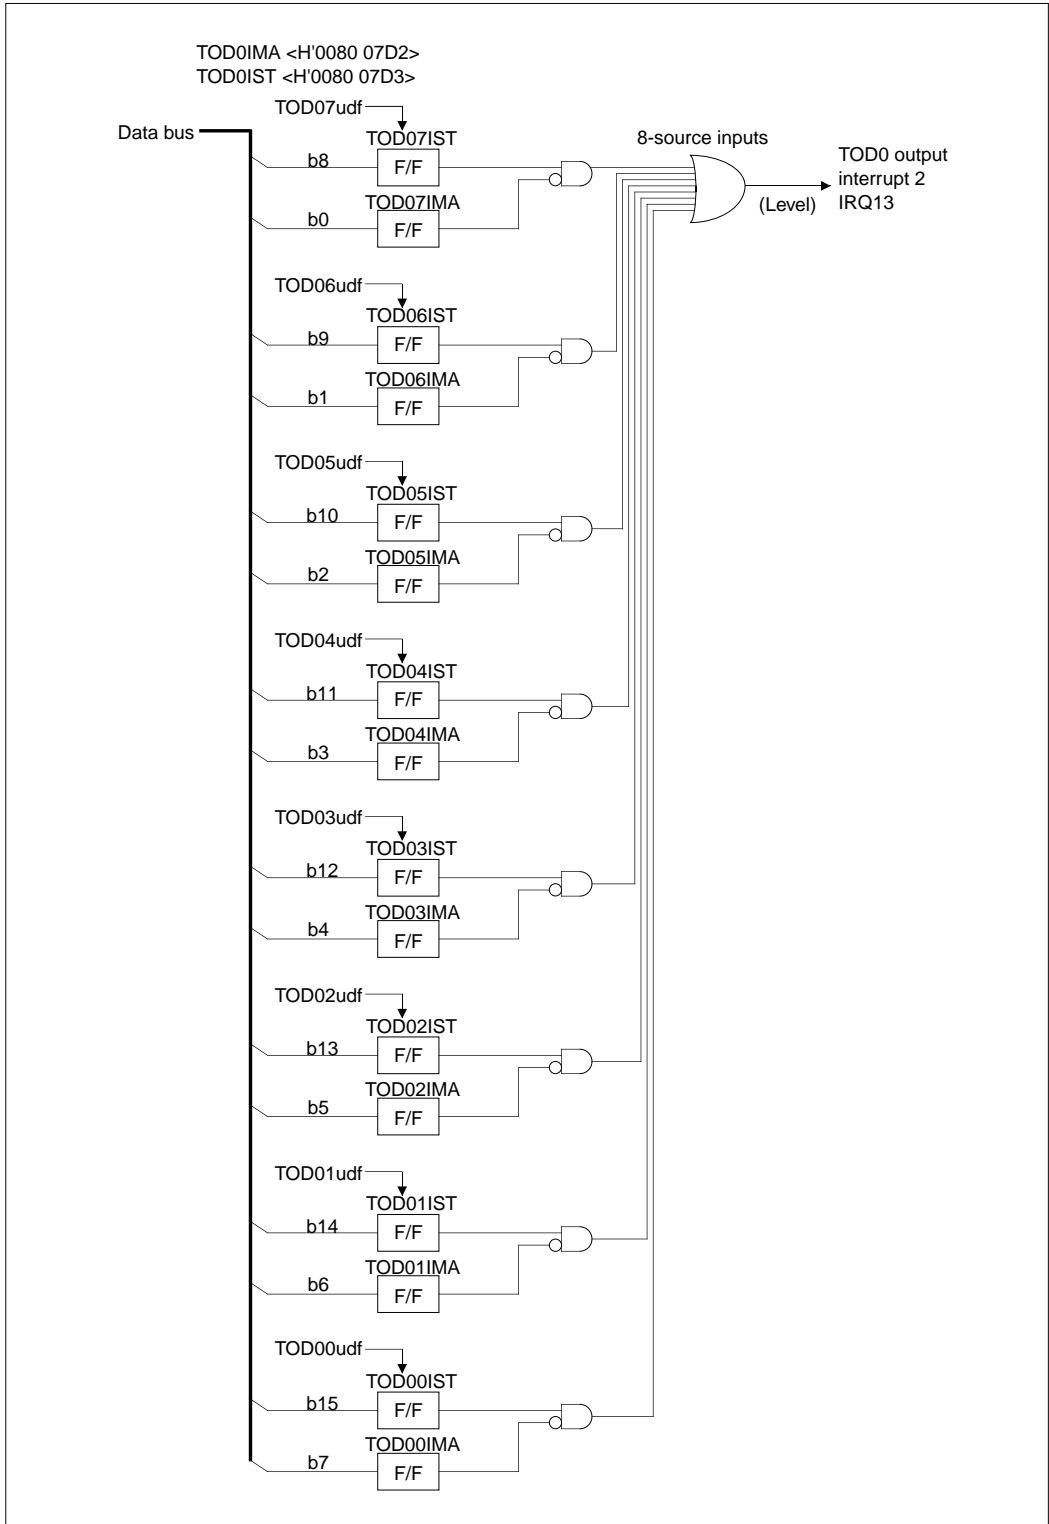 TOD0IMA <H'0080 07D2>
TOD0IST <H'0080 07D3>
Data bus
TOD07udf
TOD07IST
b8
F/F
TOD07IMA
b0
F/F
8-source inputs
(Level)
TOD0 output
interrupt 2
IRQ13
TOD06udf
TOD06IST
b9
F/F
TOD06IMA
b1
F/F
TOD05udf
TOD05IST
b10
F/F
TOD05IMA
b2
F/F
TOD04udf
TOD04IST
b11
F/F
TOD04IMA
b3
F/F
TOD03udf
TOD03IST
b12
F/F
TOD03IMA
b4
F/F
TOD02udf
TOD02IST
b13
F/F
TOD02IMA
b5
F/F
TOD01udf
TOD01IST
b14
F/F
TOD01IMA
b6
F/F
TOD00udf
TOD00IST
b15
F/F
TOD00IMA
b7
F/F